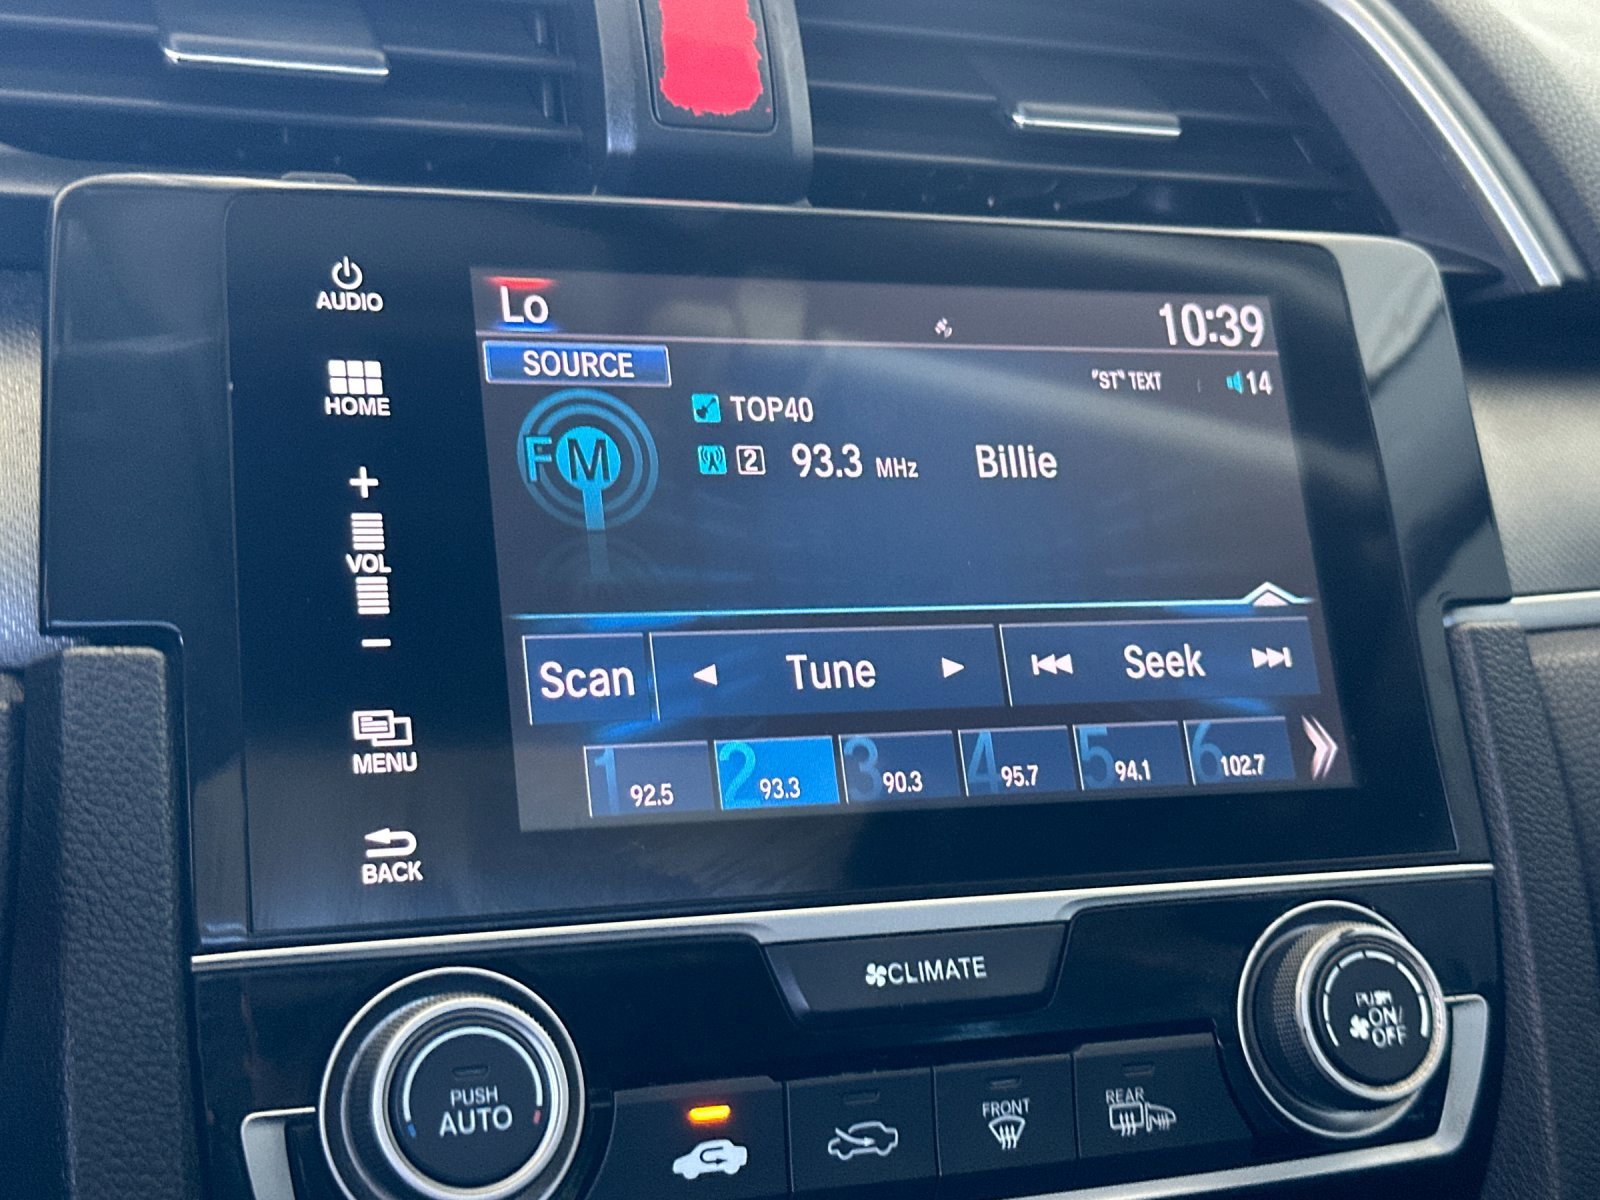 AUDIO
HOME
+
VOL
−
MENU
BACK
Lo
10:39
SOURCE
"ST" TEXT
14
FM
TOP40
2 93.3 MHz Billie
Scan Tune Seek
1 92.5 2 93.3 3 90.3 4 95.7 5 94.1 6 102.7
CLIMATE
PUSH
AUTO
FRONT
REAR
PUSH
ON/
OFF